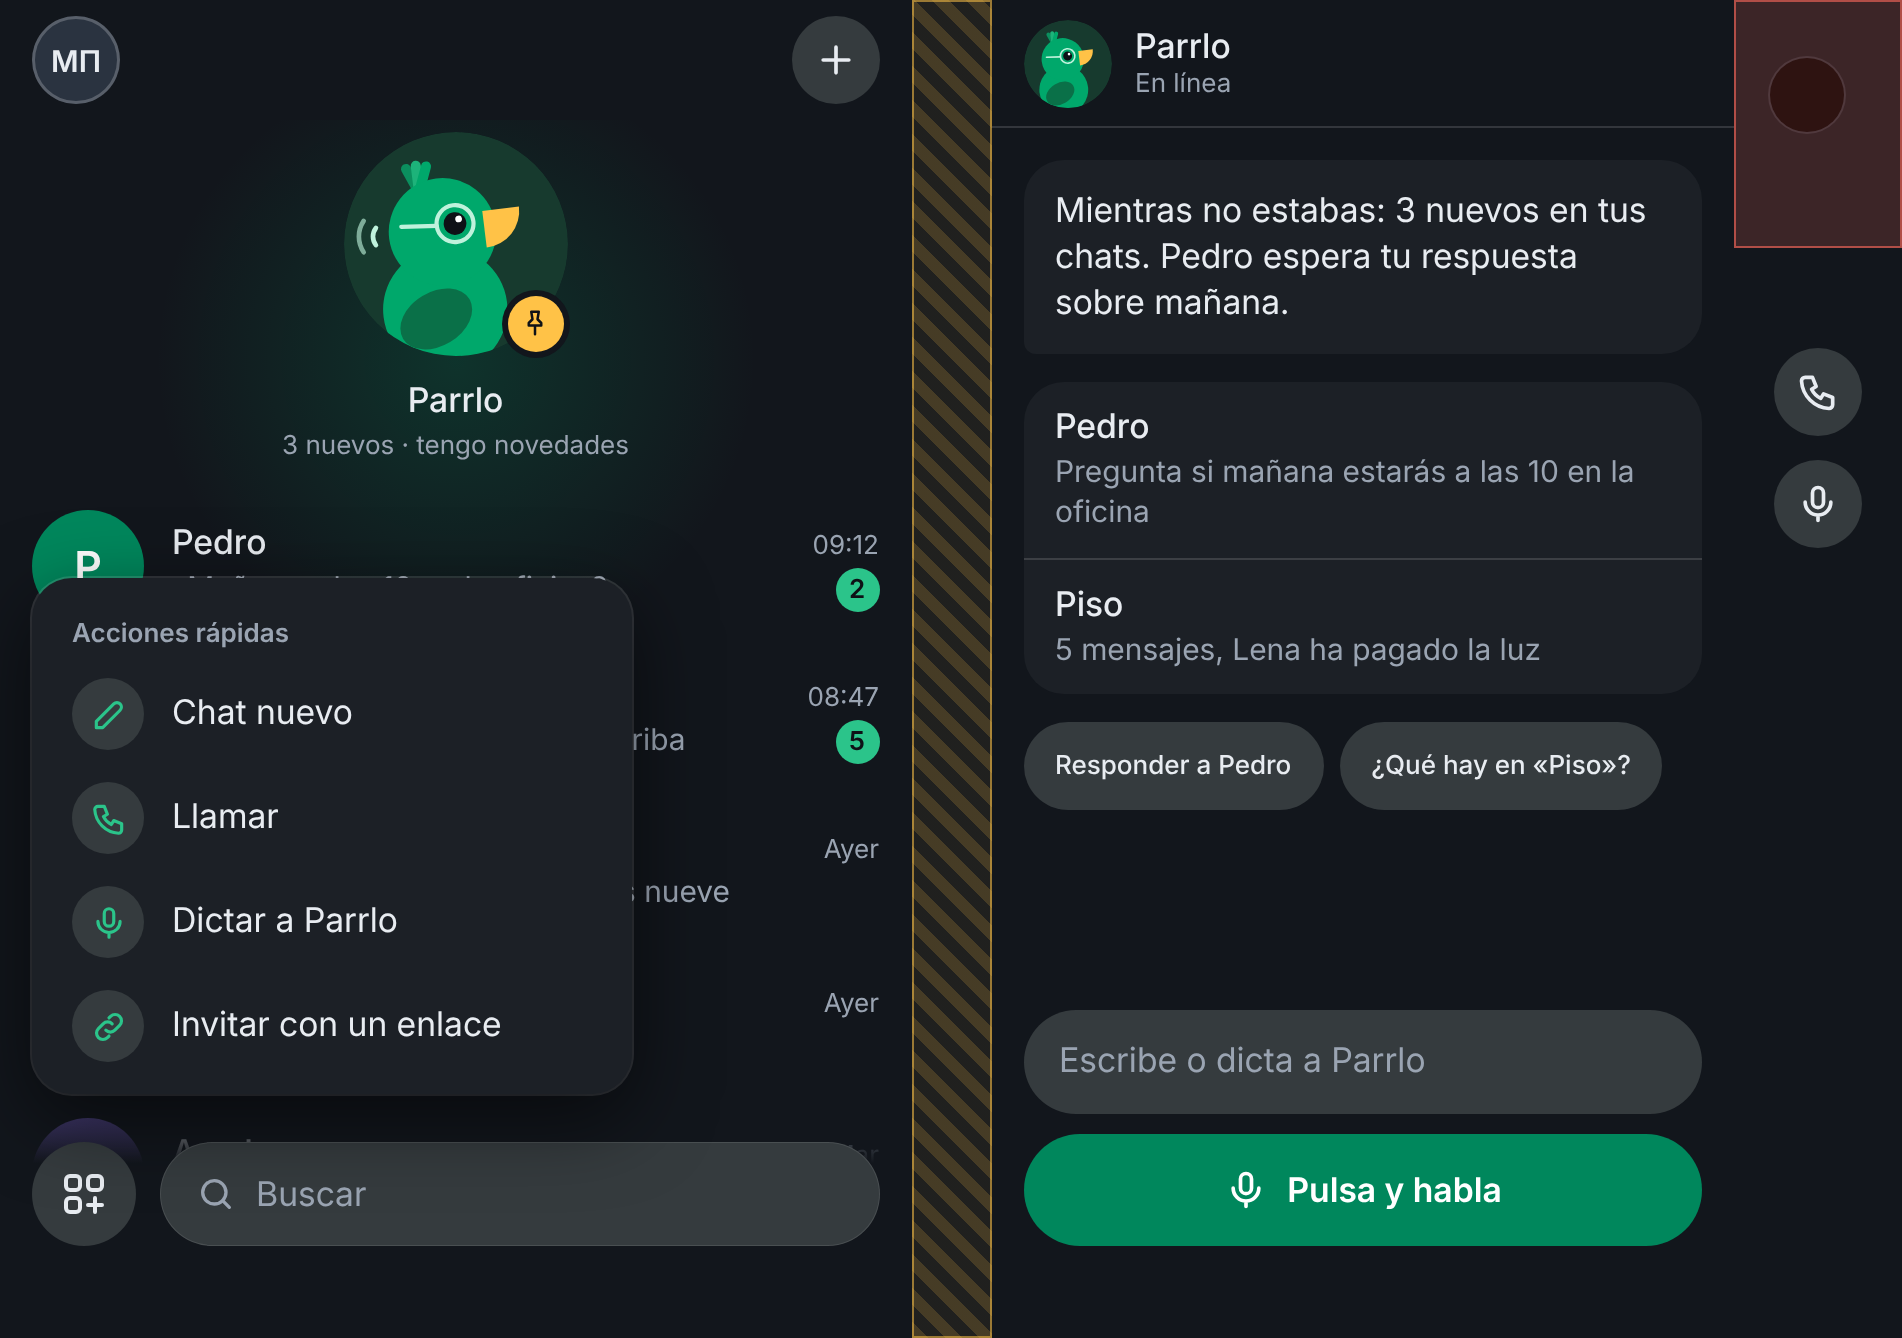 МП
Parrlo
3 nuevos · tengo novedades
Pedro
09:12
2
08:47
riba
5
Ayer
nueve
Ayer
Acciones rápidas
Chat nuevo
Llamar
Dictar a Parrlo
Invitar con un enlace
Buscar
Parrlo
En línea
Mientras no estabas: 3 nuevos en tus
chats. Pedro espera tu respuesta
sobre mañana.
Pedro
Pregunta si mañana estarás a las 10 en la
oficina
Piso
5 mensajes, Lena ha pagado la luz
Responder a Pedro
¿Qué hay en «Piso»?
Escribe o dicta a Parrlo
Pulsa y habla